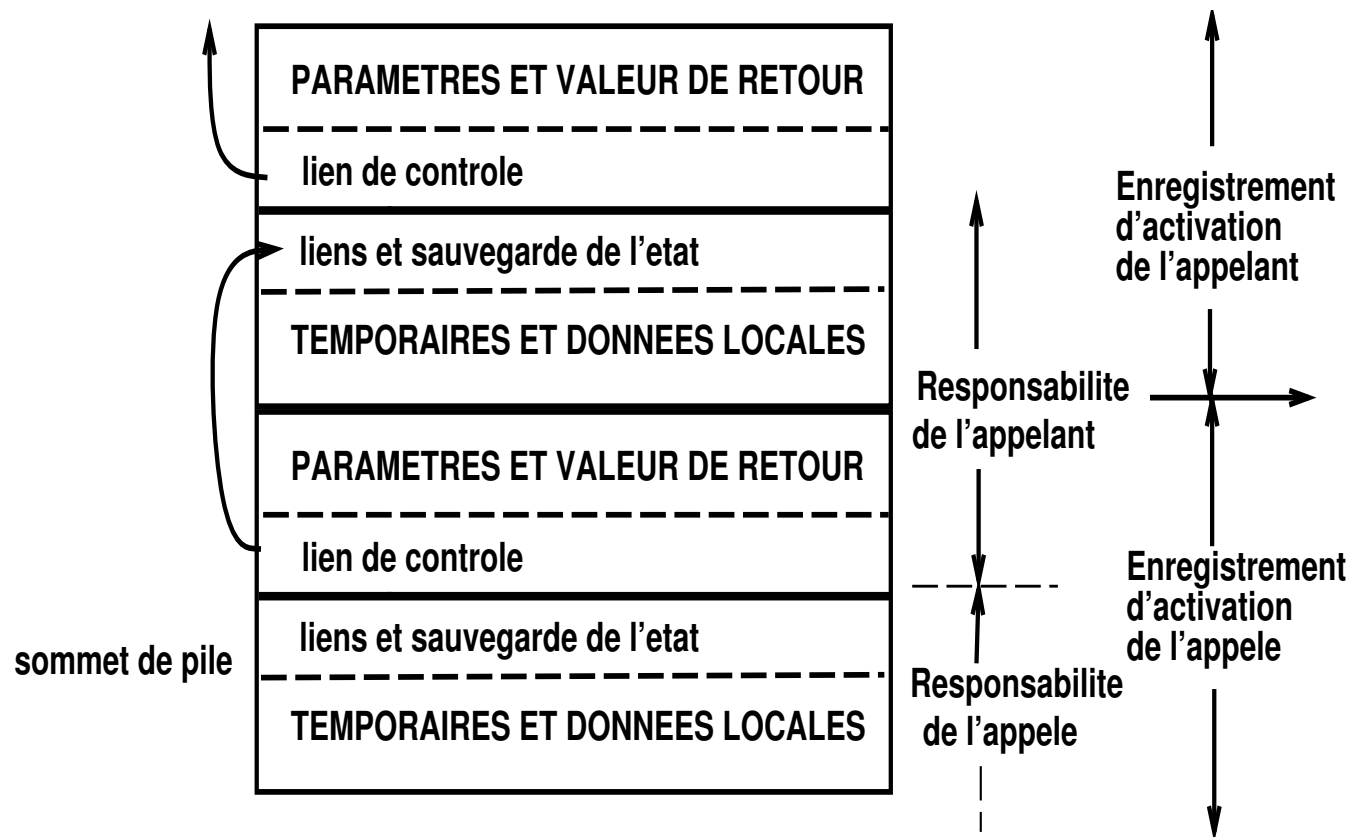 PARAMETRES ET VALEUR DE RETOUR
lien de controle
liens et sauvegarde de l'etat
TEMPORAIRES ET DONNEES LOCALES
PARAMETRES ET VALEUR DE RETOUR
lien de controle
liens et sauvegarde de l'etat
TEMPORAIRES ET DONNEES LOCALES
sommet de pile
Responsabilite
de l'appelant
Responsabilite
de l'appele
Enregistrement
d'activation
de l'appelant
Enregistrement
d'activation
de l'appele